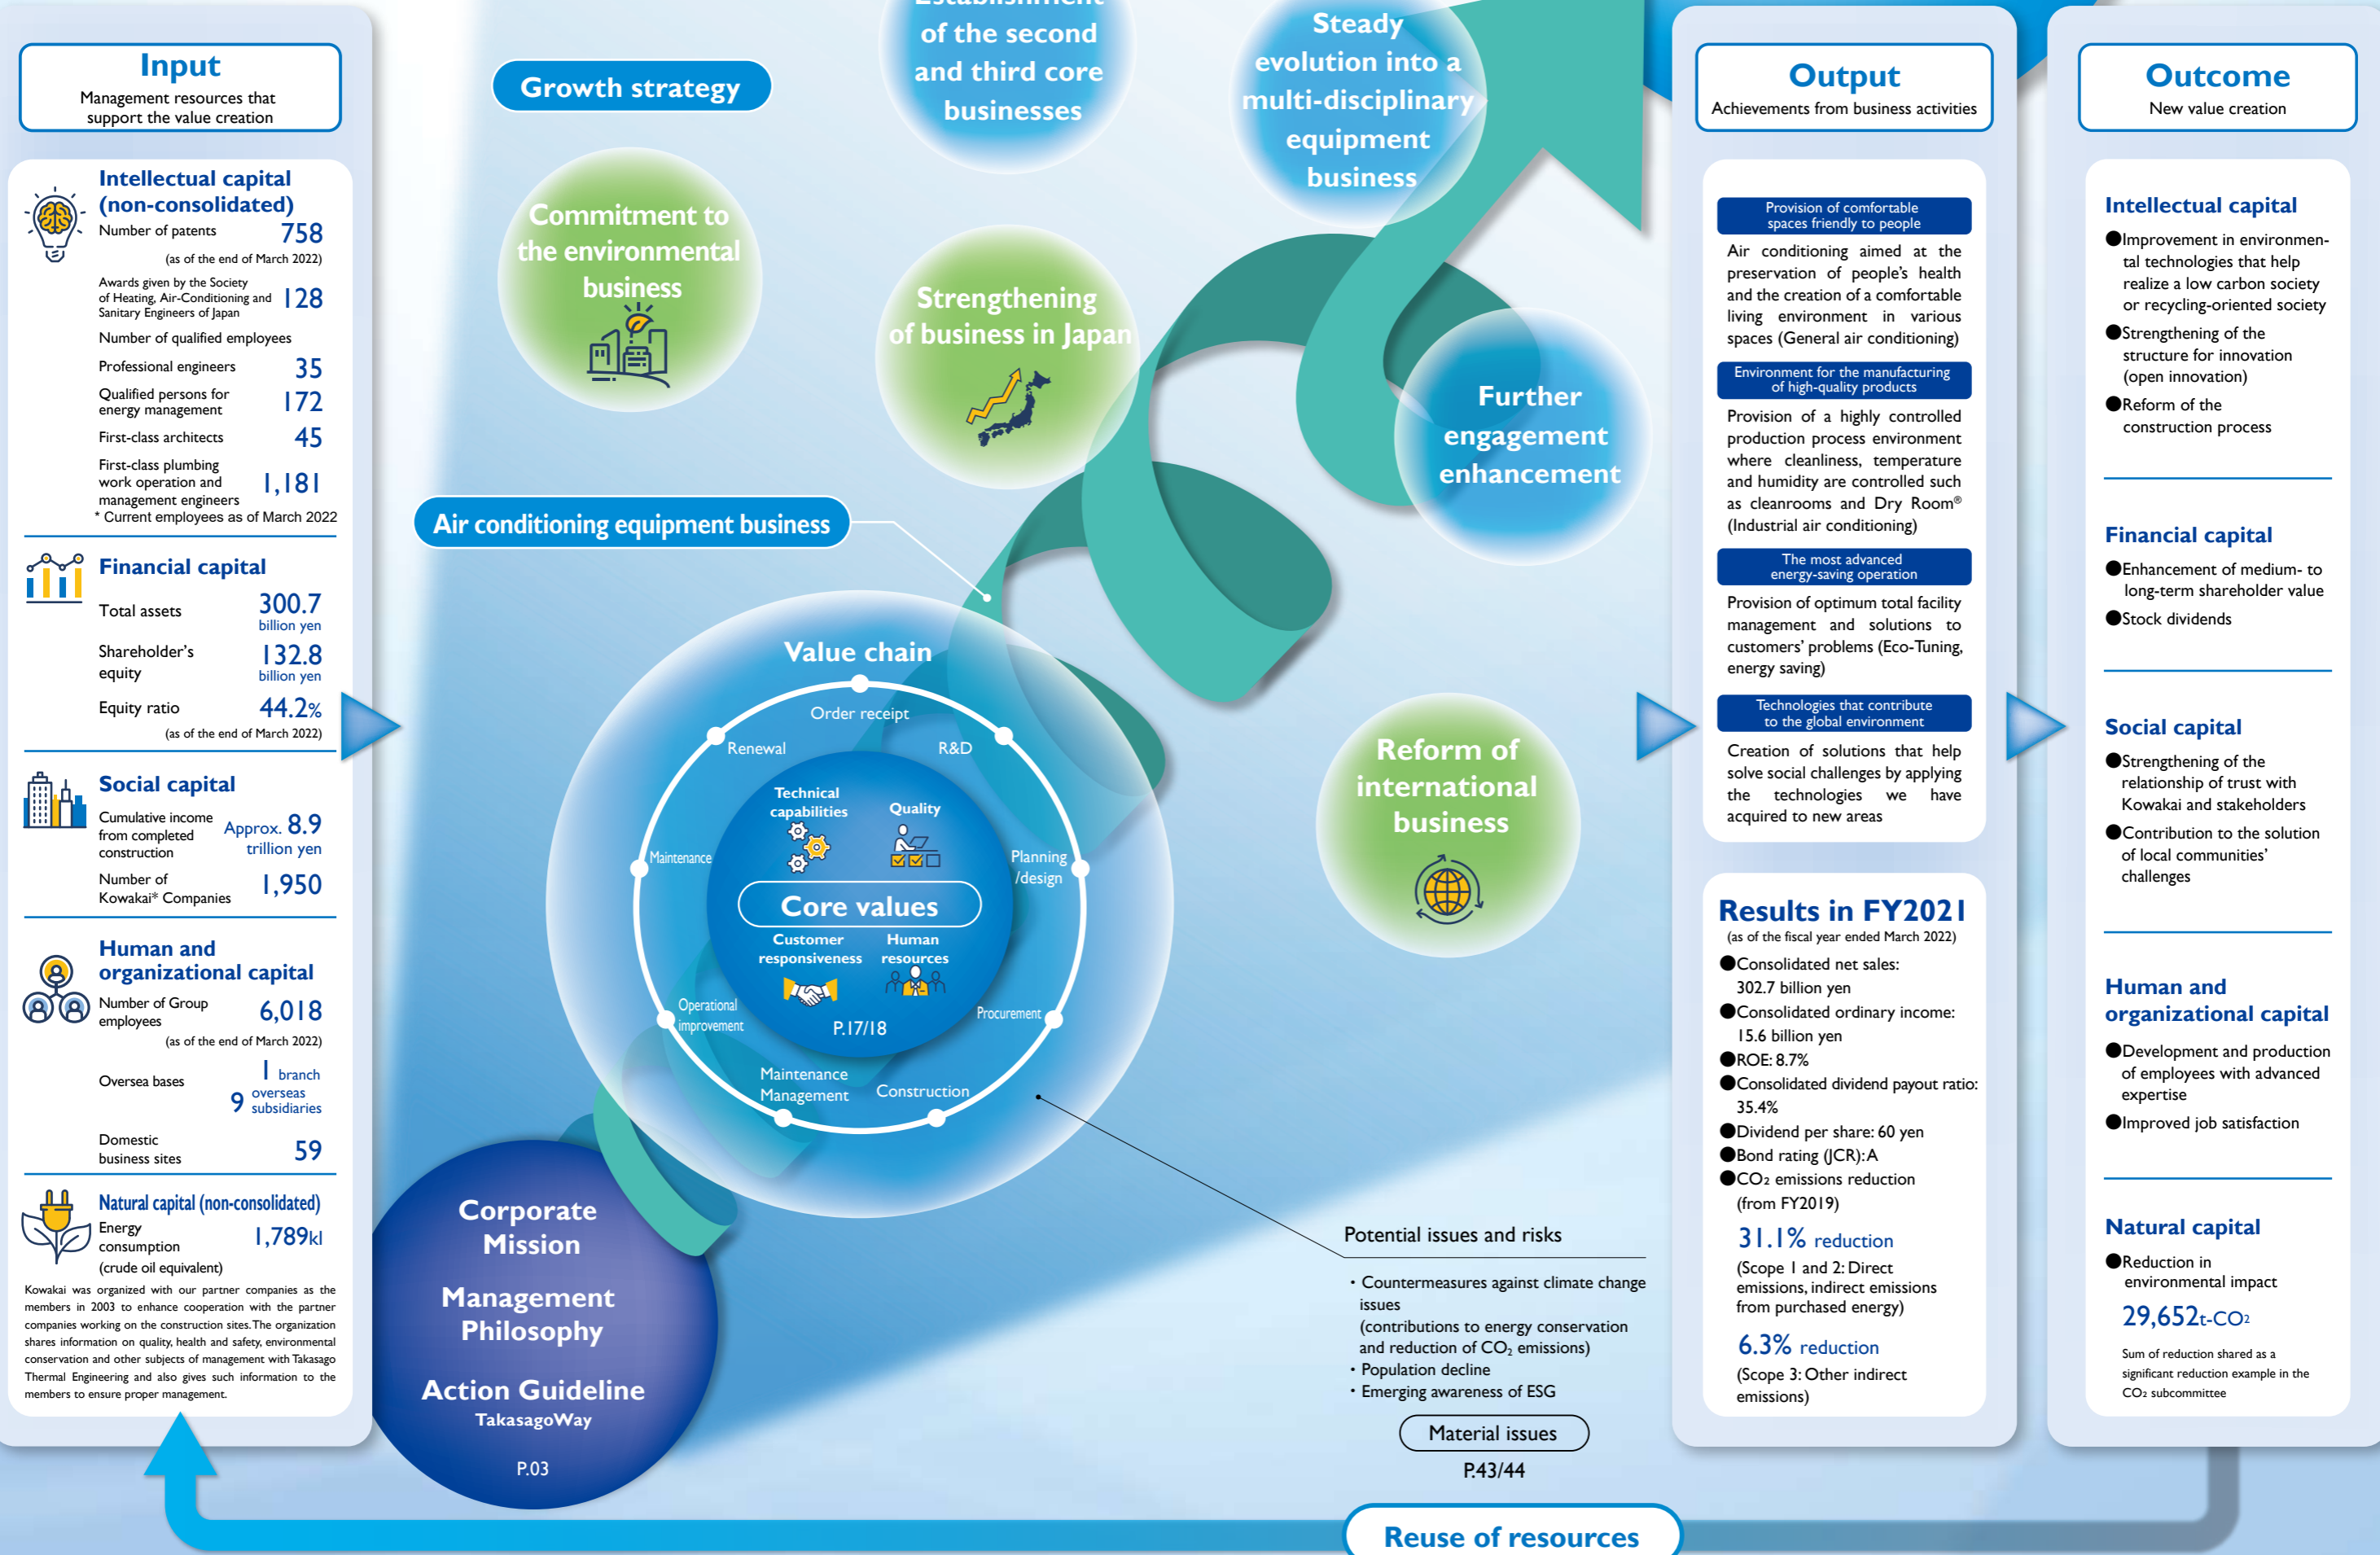 Input
Management resources that
support the value creation
Intellectual capital
(non-consolidated)
Number of patents 758
(as of the end of March 2022)
Awards given by the Society
of Heating, Air-Conditioning and
Sanitary Engineers of Japan
128
Number of qualified employees
Professional engineers 35
Qualified persons for
energy management
172
First-class architects 45
First-class plumbing
work operation and
management engineers
1,181
* Current employees as of March 2022
Financial capital
Total assets 300.7
billion yen
Shareholder's
equity
132.8
billion yen
Equity ratio 44.2%
(as of the end of March 2022)
Social capital
Cumulative income
from completed
construction
Approx. 8.9
trillion yen
Number of
Kowakai* Companies
1,950
Human and
organizational capital
Number of Group
employees
6,018
(as of the end of March 2022)
Oversea bases
1 branch
9 overseas
subsidiaries
Domestic
business sites
59
Natural capital (non-consolidated)
Energy
consumption
(crude oil equivalent)
1,789kl
Kowakai was organized with our partner companies as the
members in 2003 to enhance cooperation with the partner
companies working on the construction sites. The organization
shares information on quality, health and safety, environmental
conservation and other subjects of management with Takasago
Thermal Engineering and also gives such information to the
members to ensure proper management.
Growth strategy
Establishment
of the second
and third core
businesses
Steady
evolution into a
multi-disciplinary
equipment
business
Commitment to
the environmental
business
Strengthening
of business in Japan
Further
engagement
enhancement
Air conditioning equipment business
Reform of
international
business
Value chain
Order receipt
R&D
Planning
/design
Procurement
Construction
Maintenance
Management
Operational
improvement
Maintenance
Renewal
Technical
capabilities
Quality
Core values
Customer
responsiveness
Human
resources
P.17/18
Corporate
Mission
Management
Philosophy
Action Guideline
TakasagoWay
P.03
Potential issues and risks
・Countermeasures against climate change
issues
(contributions to energy conservation
and reduction of CO₂ emissions)
・Population decline
・Emerging awareness of ESG
Material issues
P.43/44
Output
Achievements from business activities
Provision of comfortable
spaces friendly to people
Air conditioning aimed at the
preservation of people's health
and the creation of a comfortable
living environment in various
spaces (General air conditioning)
Environment for the manufacturing
of high-quality products
Provision of a highly controlled
production process environment
where cleanliness, temperature
and humidity are controlled such
as cleanrooms and Dry Room®
(Industrial air conditioning)
The most advanced
energy-saving operation
Provision of optimum total facility
management and solutions to
customers' problems (Eco-Tuning,
energy saving)
Technologies that contribute
to the global environment
Creation of solutions that help
solve social challenges by applying
the technologies we have
acquired to new areas
Results in FY2021
(as of the fiscal year ended March 2022)
●Consolidated net sales:
302.7 billion yen
●Consolidated ordinary income:
15.6 billion yen
●ROE: 8.7%
●Consolidated dividend payout ratio:
35.4%
●Dividend per share: 60 yen
●Bond rating (JCR): A
●CO₂ emissions reduction
(from FY2019)
31.1% reduction
(Scope 1 and 2: Direct
emissions, indirect emissions
from purchased energy)
6.3% reduction
(Scope 3: Other indirect
emissions)
Outcome
New value creation
Intellectual capital
●Improvement in environmen-
tal technologies that help
realize a low carbon society
or recycling-oriented society
●Strengthening of the
structure for innovation
(open innovation)
●Reform of the
construction process
Financial capital
●Enhancement of medium- to
long-term shareholder value
●Stock dividends
Social capital
●Strengthening of the
relationship of trust with
Kowakai and stakeholders
●Contribution to the solution
of local communities'
challenges
Human and
organizational capital
●Development and production
of employees with advanced
expertise
●Improved job satisfaction
Natural capital
●Reduction in
environmental impact
29,652t-CO²
Sum of reduction shared as a
significant reduction example in the
CO₂ subcommittee
Reuse of resources